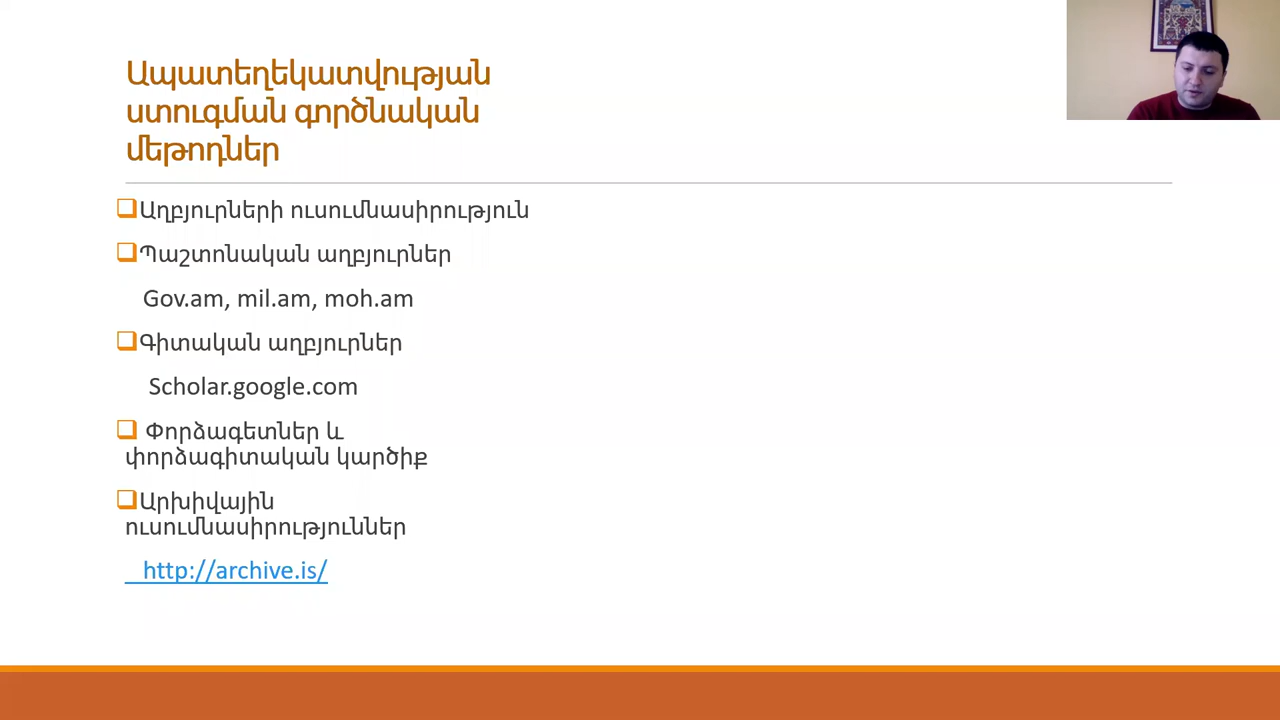 Ապատեղեկատվության
ստուգման գործնական
մեթոդներ
Աղբյուրների ուսումնասիրություն
Պաշտոնական աղբյուրներ
Gov.am, mil.am, moh.am
Գիտական աղբյուրներ
Scholar.google.com
Փորձագետներ և
փորձագիտական կարծիք
Արխիվային
ուսումնասիրություններ
http://archive.is/